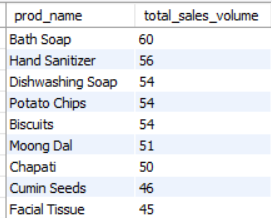 prod_name total_sales_volume
Bath Soap 60
Hand Sanitizer 56
Dishwashing Soap 54
Potato Chips 54
Biscuits 54
Moong Dal 51
Chapati 50
Cumin Seeds 46
Facial Tissue 45